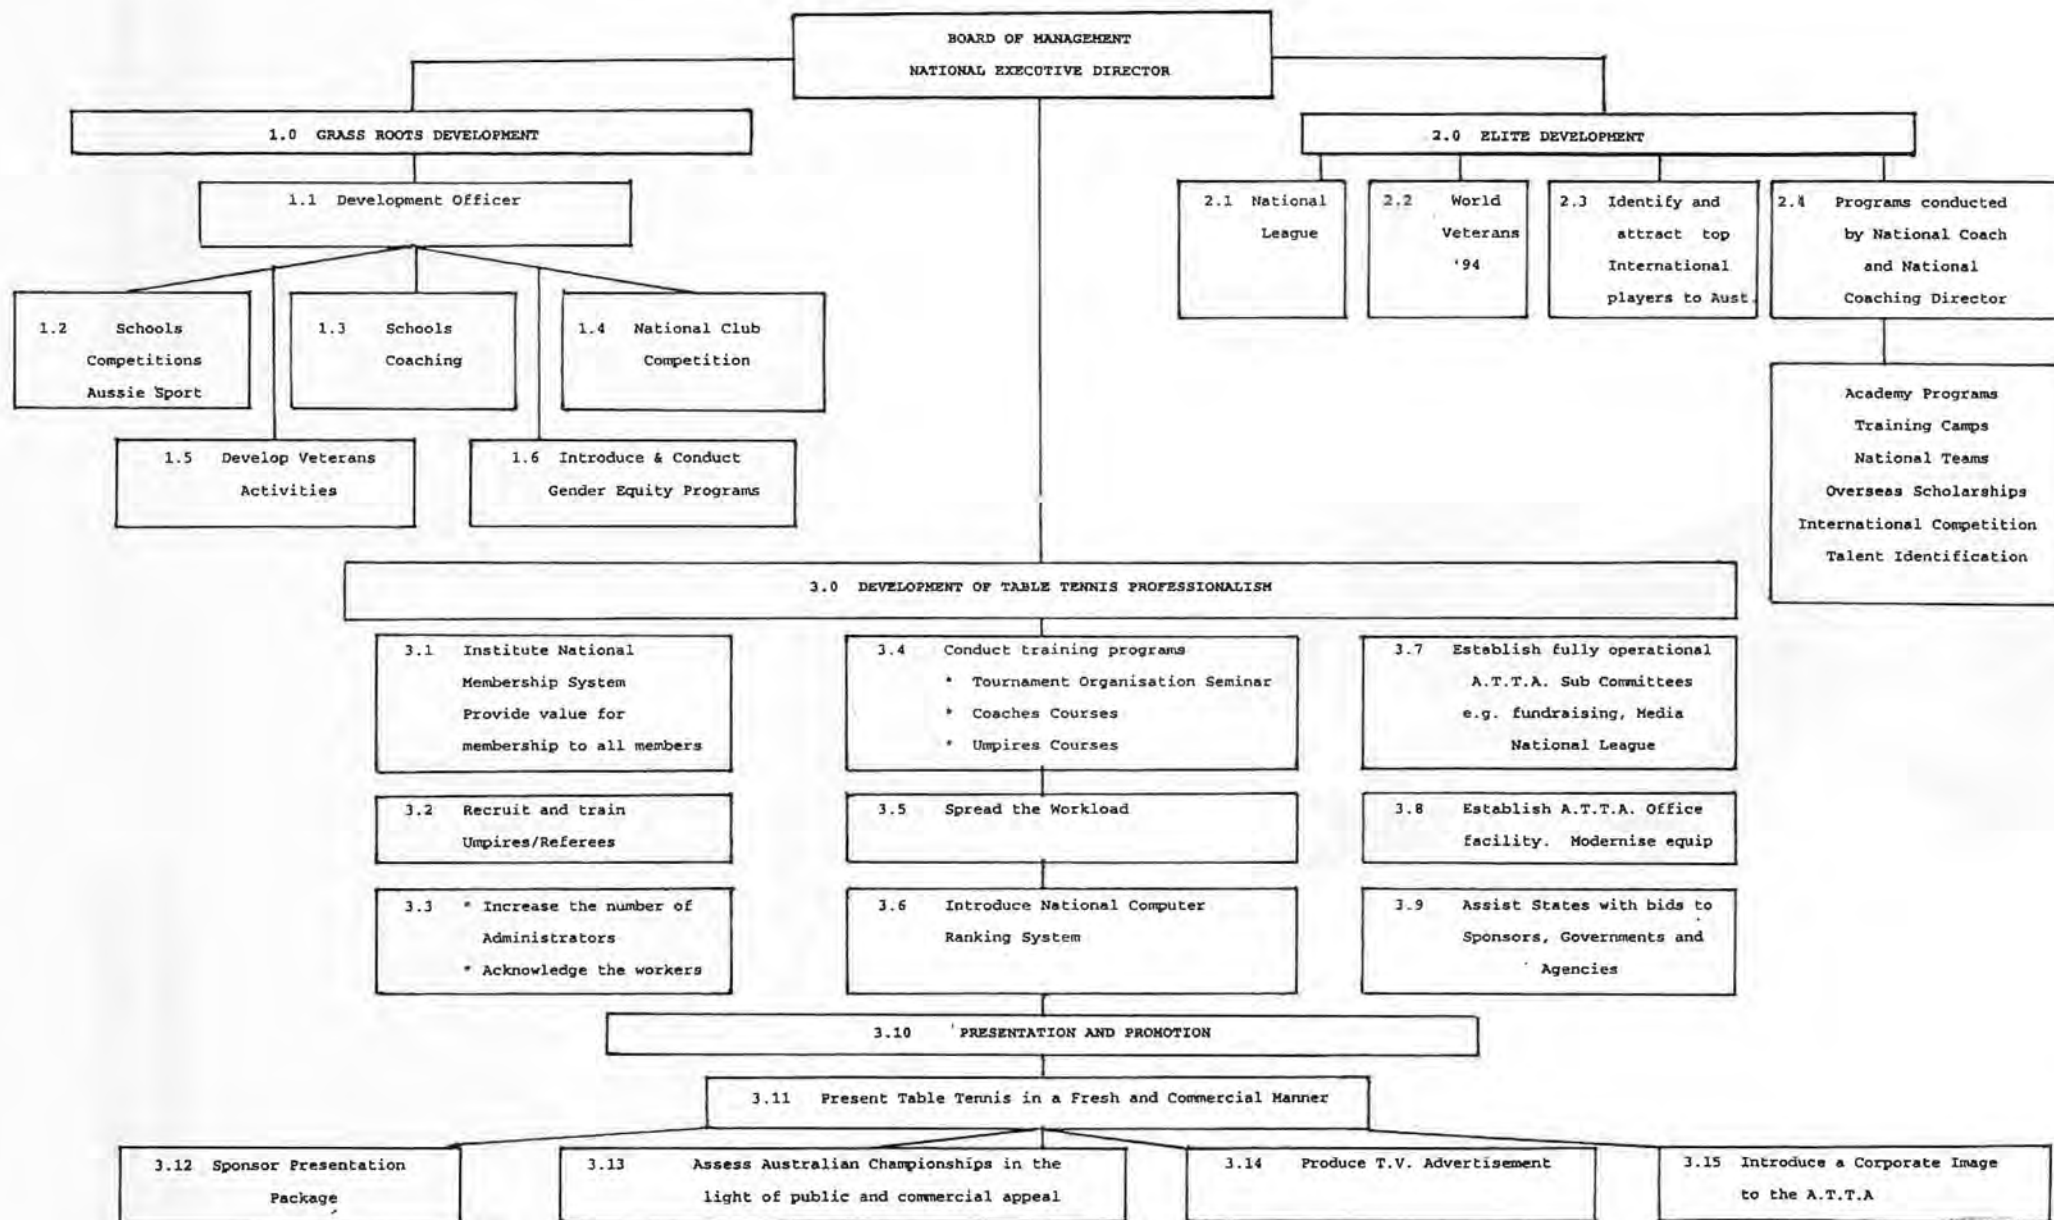 BOARD OF MANAGEMENT
NATIONAL EXECUTIVE DIRECTOR
1.0 GRASS ROOTS DEVELOPMENT
1.1 Development Officer
1.2 Schools
Competitions
Aussie Sport
1.3 Schools
Coaching
1.4 National Club
Competition
1.5 Develop Veterans
Activities
1.6 Introduce & Conduct
Gender Equity Programs
2.0 ELITE DEVELOPMENT
2.1 National
League
2.2 World
Veterans
'94
2.3 Identify and
attract top
International
players to Aust.
2.4 Programs conducted
by National Coach
and National
Coaching Director
Academy Programs
Training Camps
National Teams
Overseas Scholarships
International Competition
Talent Identification
3.0 DEVELOPMENT OF TABLE TENNIS PROFESSIONALISM
3.1 Institute National
Membership System
Provide value for
membership to all members
3.2 Recruit and train
Umpires/Referees
3.3 * Increase the number of
Administrators
* Acknowledge the workers
3.4 Conduct training programs
* Tournament Organisation Seminar
* Coaches Courses
* Umpires Courses
3.5 Spread the Workload
3.6 Introduce National Computer
Ranking System
3.7 Establish fully operational
A.T.T.A. Sub Committees
e.g. fundraising, Media
National League
3.8 Establish A.T.T.A. Office
facility. Modernise equip
3.9 Assist States with bids to
Sponsors, Governments and
Agencies
3.10 PRESENTATION AND PROMOTION
3.11 Present Table Tennis in a Fresh and Commercial Manner
3.12 Sponsor Presentation
Package
3.13 Assess Australian Championships in the
light of public and commercial appeal
3.14 Produce T.V. Advertisement
3.15 Introduce a Corporate Image
to the A.T.T.A